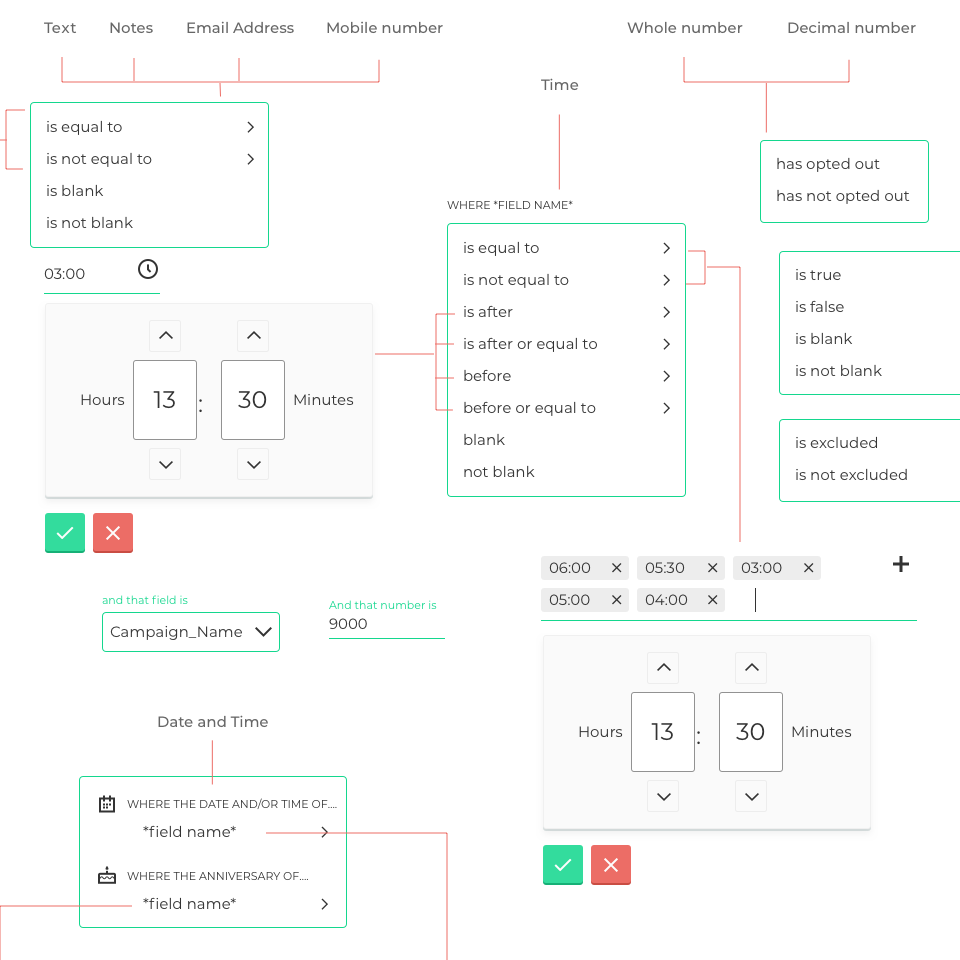 Text
Notes
Email Address
Mobile number
Whole number
Decimal number
Time
is equal to
is not equal to
is blank
is not blank
has opted out
has not opted out
WHERE *FIELD NAME*
is equal to
is not equal to
is after
is after or equal to
before
before or equal to
blank
not blank
is true
is false
is blank
is not blank
is excluded
is not excluded
03:00
Hours
13
:
30
Minutes
and that field is
Campaign_Name
And that number is
9000
06:00
05:30
03:00
05:00
04:00
Hours
13
:
30
Minutes
Date and Time
WHERE THE DATE AND/OR TIME OF....
*field name*
WHERE THE ANNIVERSARY OF....
*field name*